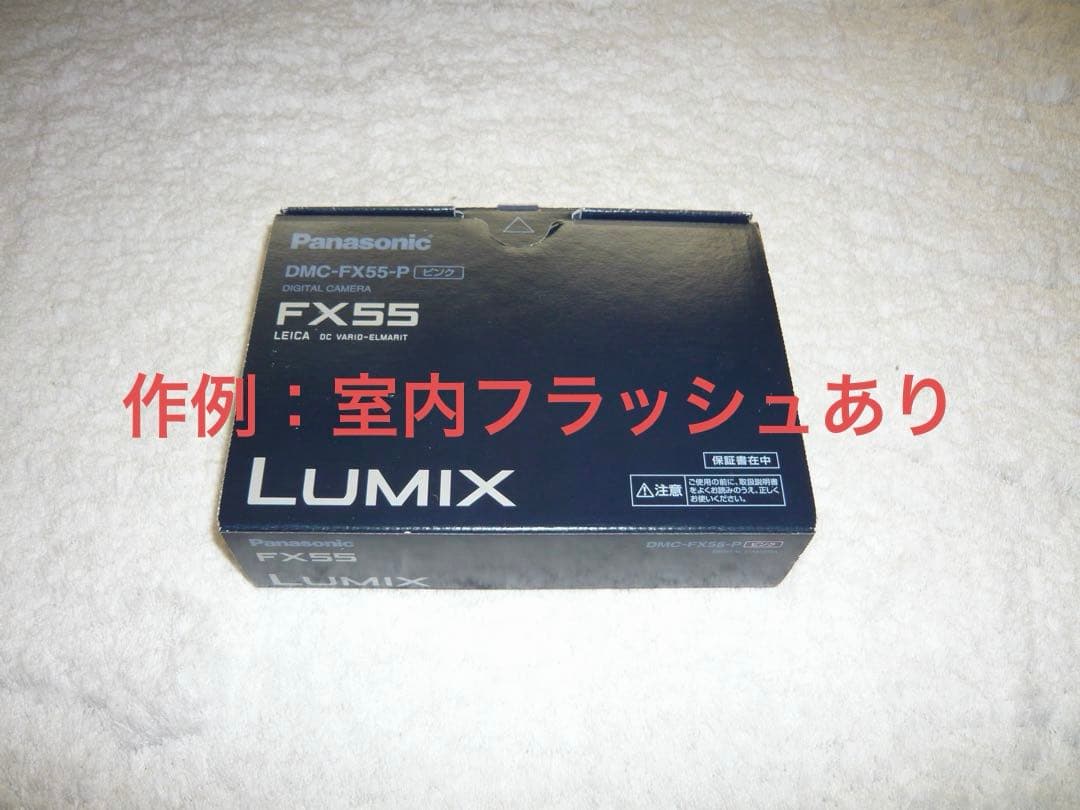 Panasonic
DMC-FX55-P ピンク
DIGITAL CAMERA
FX55
LEICA DC VARIO-ELMARIT
作例：室内フラッシュあり
LUMIX
保証書在中
注意
ご使用の前に、取扱説明書
をよくお読みのうえ、正しく
お使いください。
Panasonic
DMC-FX55-P ピンク
DIGITAL CAMERA
FX55
LUMIX